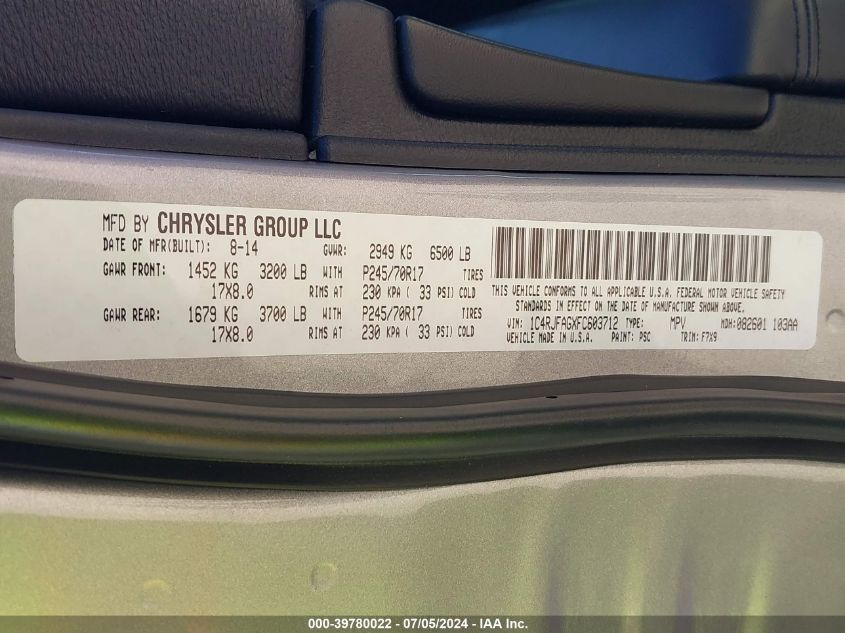 MFD BY CHRYSLER GROUP LLC
DATE OF MFR(BUILT): 8-14 GVWR: 2949 KG 6500 LB
GAWR FRONT: 1452 KG 3200 LB WITH P245/70R17 TIRES
17X8.0 RIMS AT 230 KPA ( 33 PSI) COLD
GAWR REAR: 1679 KG 3700 LB WITH P245/70R17 TIRES
17X8.0 RIMS AT 230 KPA ( 33 PSI) COLD
THIS VEHICLE CONFORMS TO ALL APPLICABLE U.S.A. FEDERAL MOTOR VEHICLE SAFETY
STANDARDS IN EFFECT ON THE DATE OF MANUFACTURE SHOWN ABOVE.
VIN: 1C4RJFAGXFC603712 TYPE: MPV MDH:082601 103AA
VEHICLE MADE IN U.S.A. PAINT: PSC TRIM: F7X9
000-39780022 - 07/05/2024 - IAA Inc.